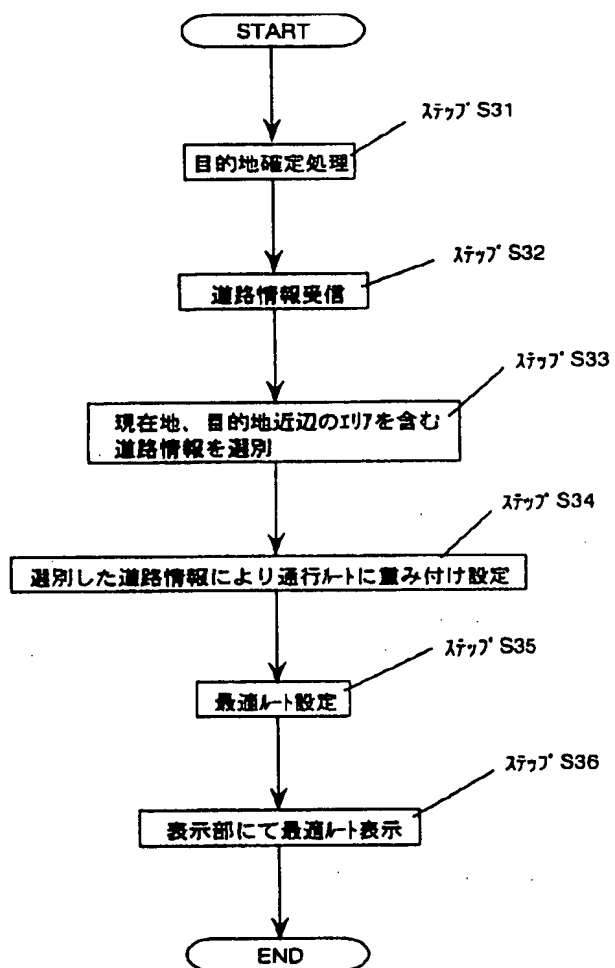 START
ステップ S31
目的地確定処理
ステップ S32
道路情報受信
ステップ S33
現在地、目的地近辺のエリアを含む
道路情報を選別
ステップ S34
選別した道路情報により通行ルートに重み付け設定
ステップ S35
最適ルート設定
ステップ S36
表示部にて最適ルート表示
END